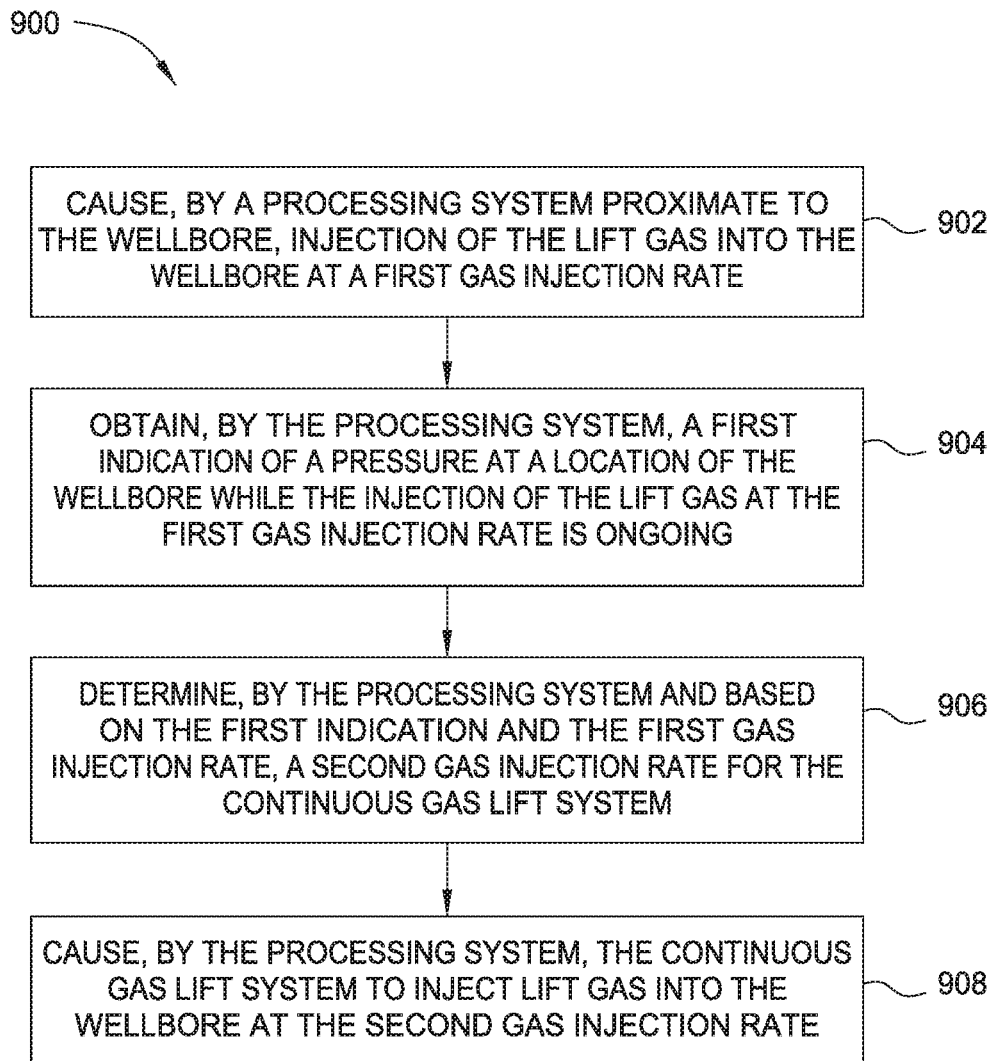 900
CAUSE, BY A PROCESSING SYSTEM PROXIMATE TO
THE WELLBORE, INJECTION OF THE LIFT GAS INTO THE
WELLBORE AT A FIRST GAS INJECTION RATE
902
OBTAIN, BY THE PROCESSING SYSTEM, A FIRST
INDICATION OF A PRESSURE AT A LOCATION OF THE
WELLBORE WHILE THE INJECTION OF THE LIFT GAS AT THE
FIRST GAS INJECTION RATE IS ONGOING
904
DETERMINE, BY THE PROCESSING SYSTEM AND BASED
ON THE FIRST INDICATION AND THE FIRST GAS
INJECTION RATE, A SECOND GAS INJECTION RATE FOR THE
CONTINUOUS GAS LIFT SYSTEM
906
CAUSE, BY THE PROCESSING SYSTEM, THE CONTINUOUS
GAS LIFT SYSTEM TO INJECT LIFT GAS INTO THE
WELLBORE AT THE SECOND GAS INJECTION RATE
908